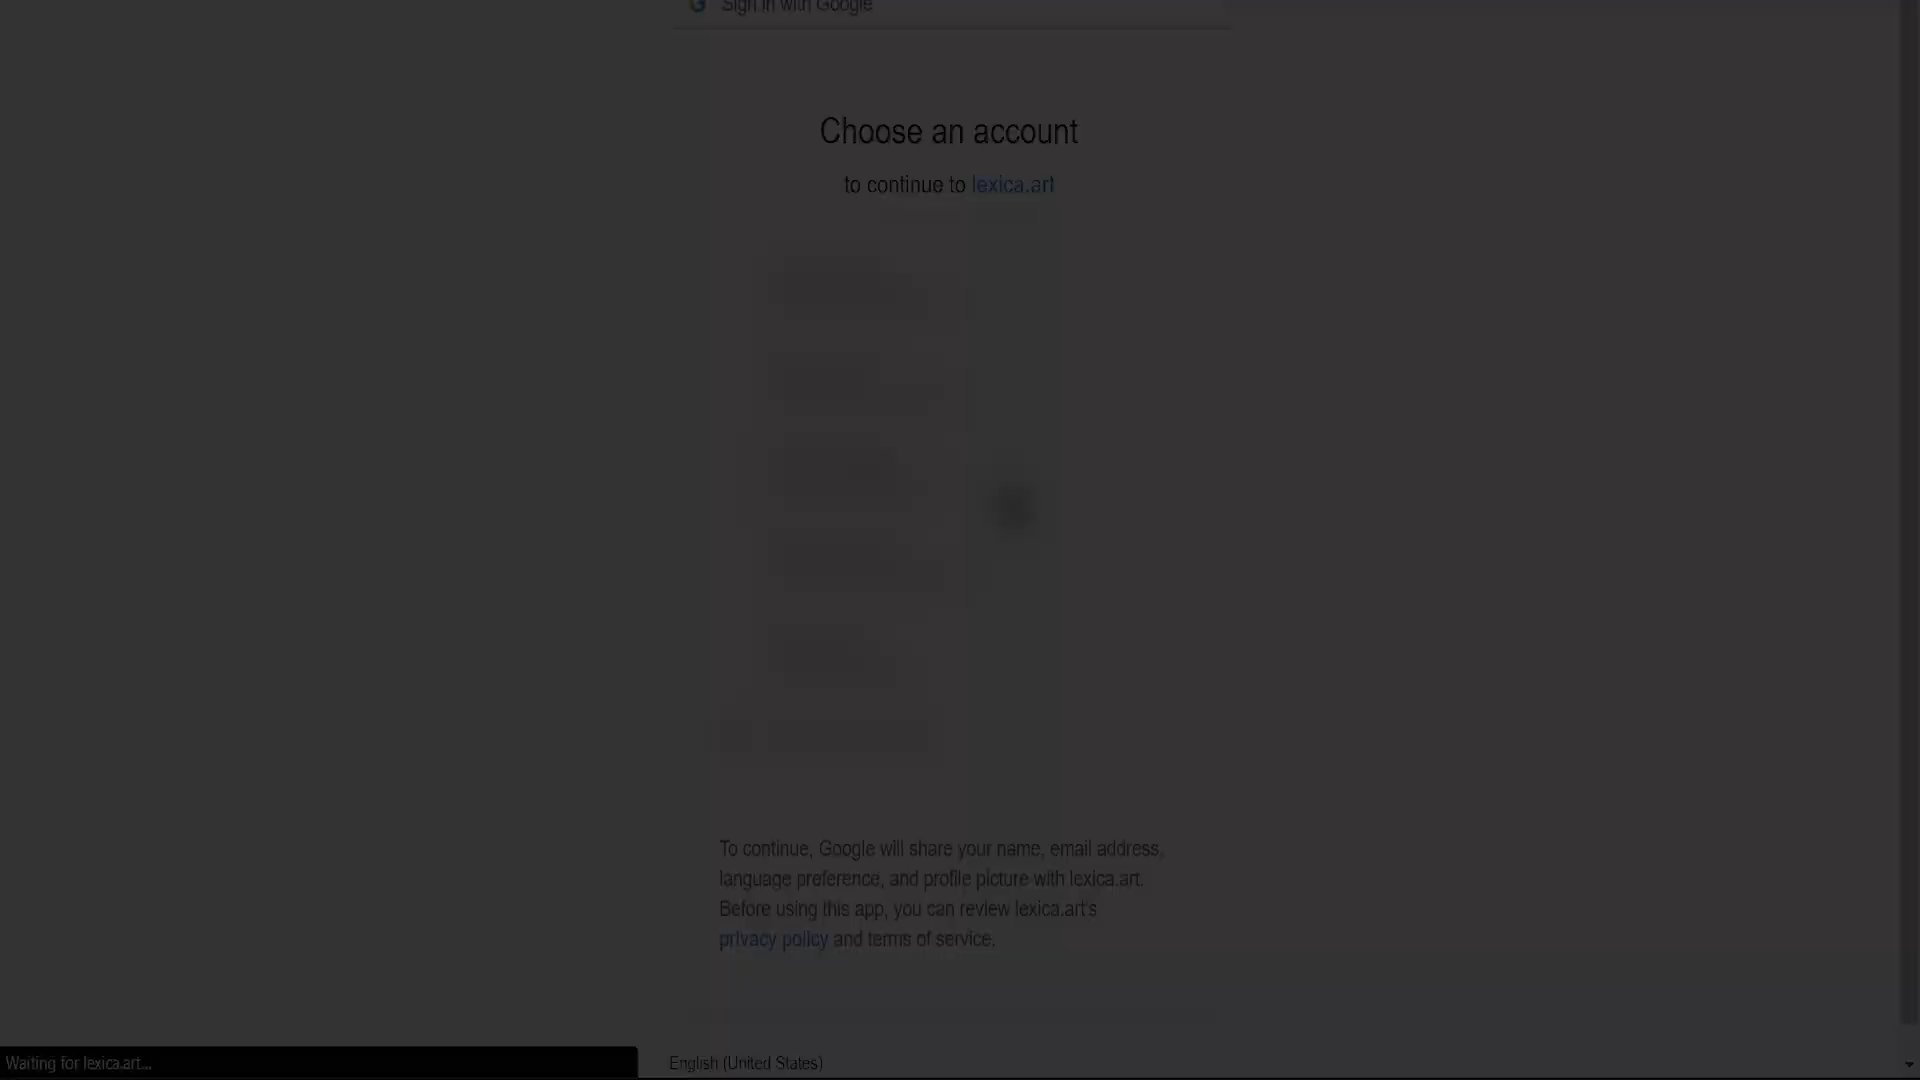 Sign in with Google
Choose an account
to continue to lexica.art
To continue, Google will share your name, email address,
language preference, and profile picture with lexica.art.
Before using this app, you can review lexica.art's
privacy policy and terms of service.
Waiting for lexica.art...
English (United States)